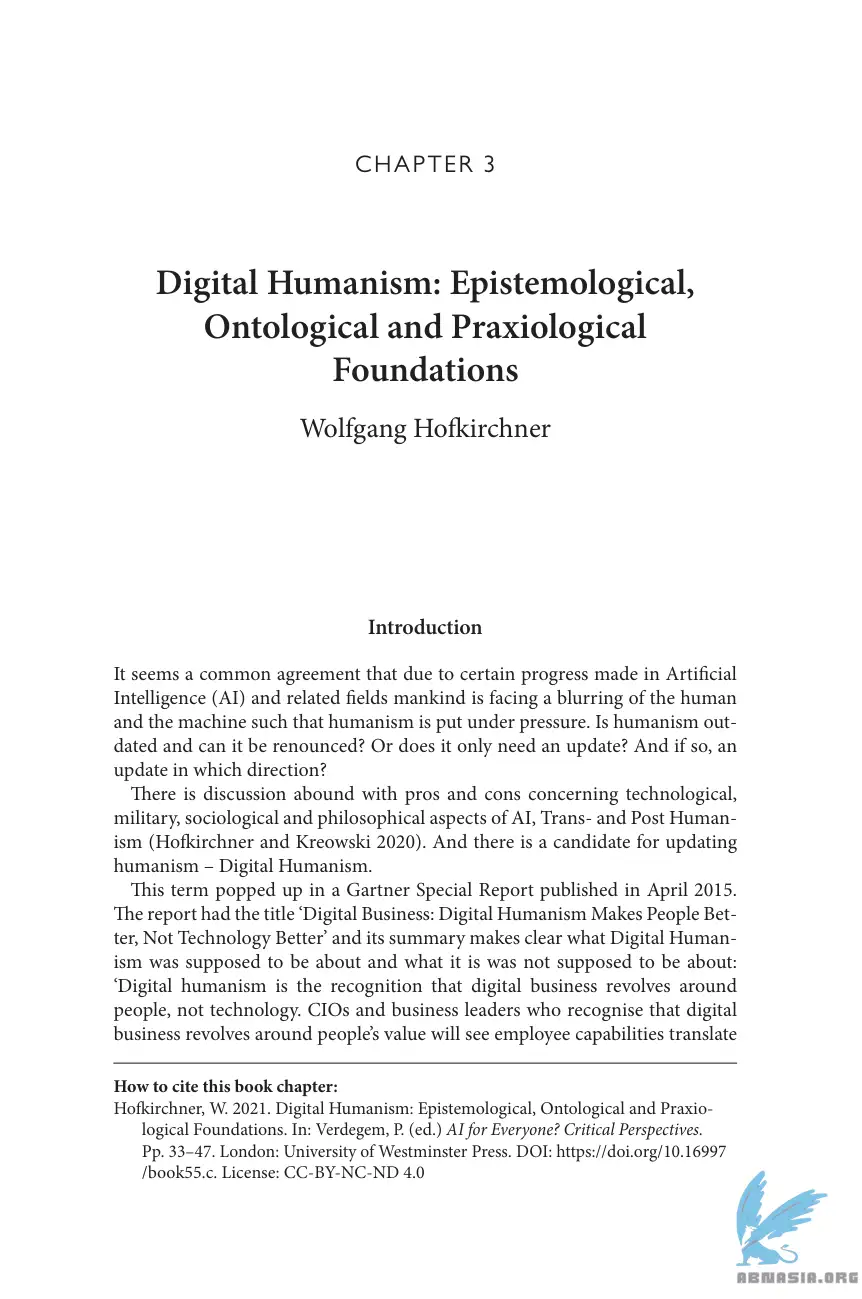 CHAPTER 3
Digital Humanism: Epistemological,
Ontological and Praxiological
Foundations
Wolfgang Hofkirchner
Introduction
It seems a common agreement that due to certain progress made in Artificial
Intelligence (AI) and related fields mankind is facing a blurring of the human
and the machine such that humanism is put under pressure. Is humanism out-
dated and can it be renounced? Or does it only need an update? And if so, an
update in which direction?
There is discussion abound with pros and cons concerning technological,
military, sociological and philosophical aspects of AI, Trans- and Post Human-
ism (Hofkirchner and Kreowski 2020). And there is a candidate for updating
humanism – Digital Humanism.
This term popped up in a Gartner Special Report published in April 2015.
The report had the title ‘Digital Business: Digital Humanism Makes People Bet-
ter, Not Technology Better’ and its summary makes clear what Digital Human-
ism was supposed to be about and what it is was not supposed to be about:
‘Digital humanism is the recognition that digital business revolves around
people, not technology. CIOs and business leaders who recognise that digital
business revolves around people’s value will see employee capabilities translate
How to cite this book chapter:
Hofkirchner, W. 2021. Digital Humanism: Epistemological, Ontological and Praxio-
logical Foundations. In: Verdegem, P. (ed.) AI for Everyone? Critical Perspectives.
Pp. 33–47. London: University of Westminster Press. DOI: https://doi.org/10.16997
/book55.c. License: CC-BY-NC-ND 4.0
ABNASIA.ORG